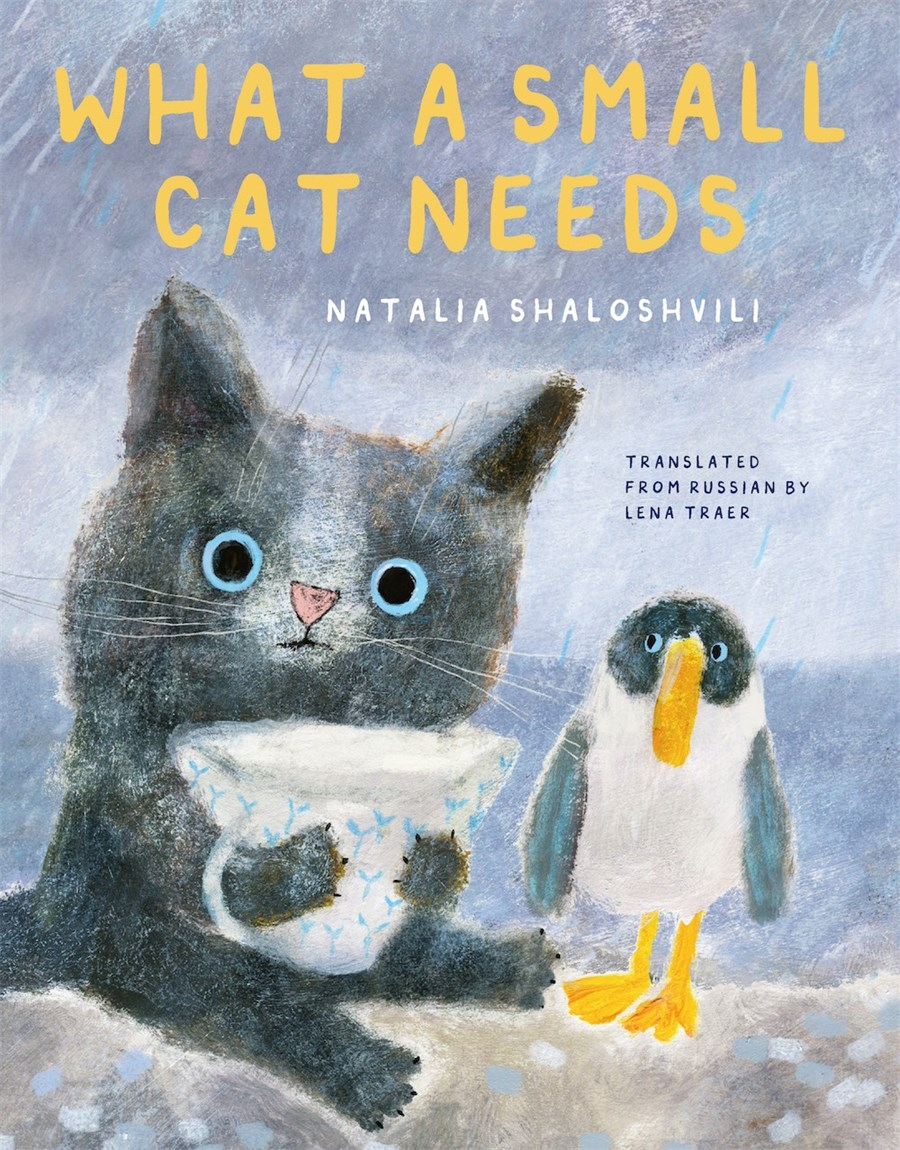 WHAT A SMALL
CAT NEEDS
NATALIA SHALOSHVILI
TRANSLATED
FROM RUSSIAN BY
LENA TRAER